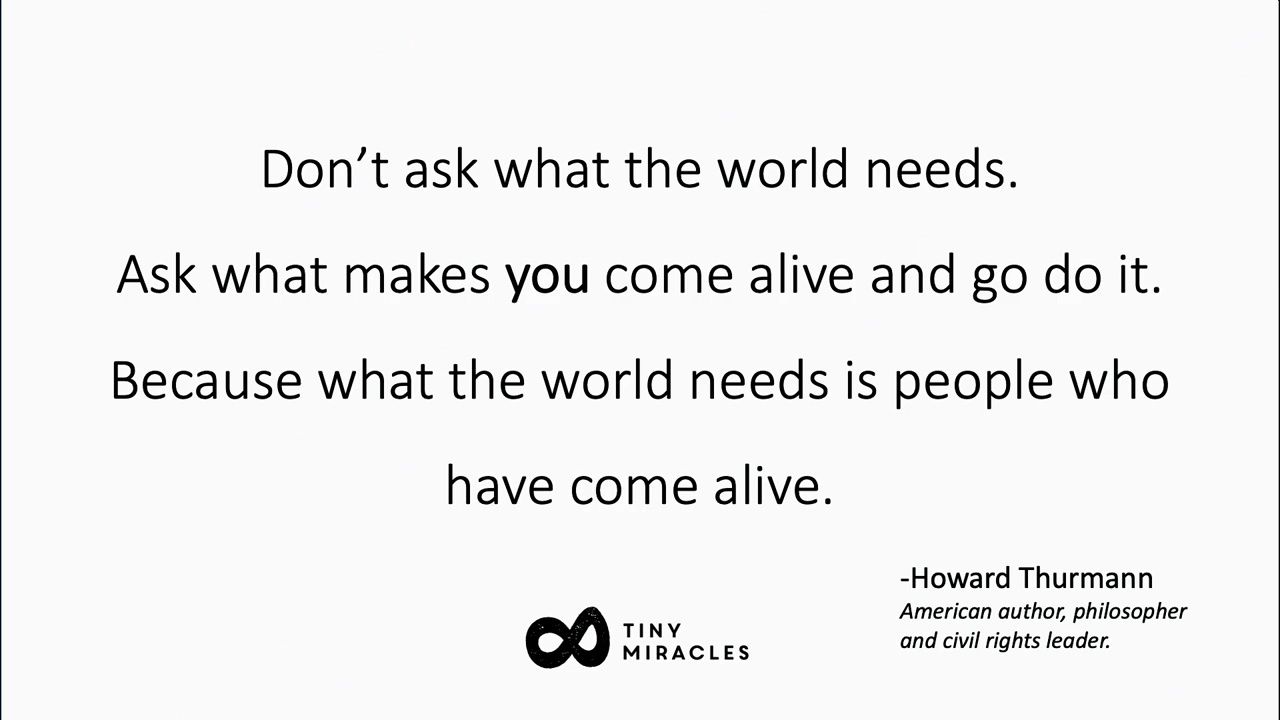 Don’t ask what the world needs.
Ask what makes you come alive and go do it.
Because what the world needs is people who
have come alive.
-Howard Thurmann
American author, philosopher
and civil rights leader.
TINY
MIRACLES